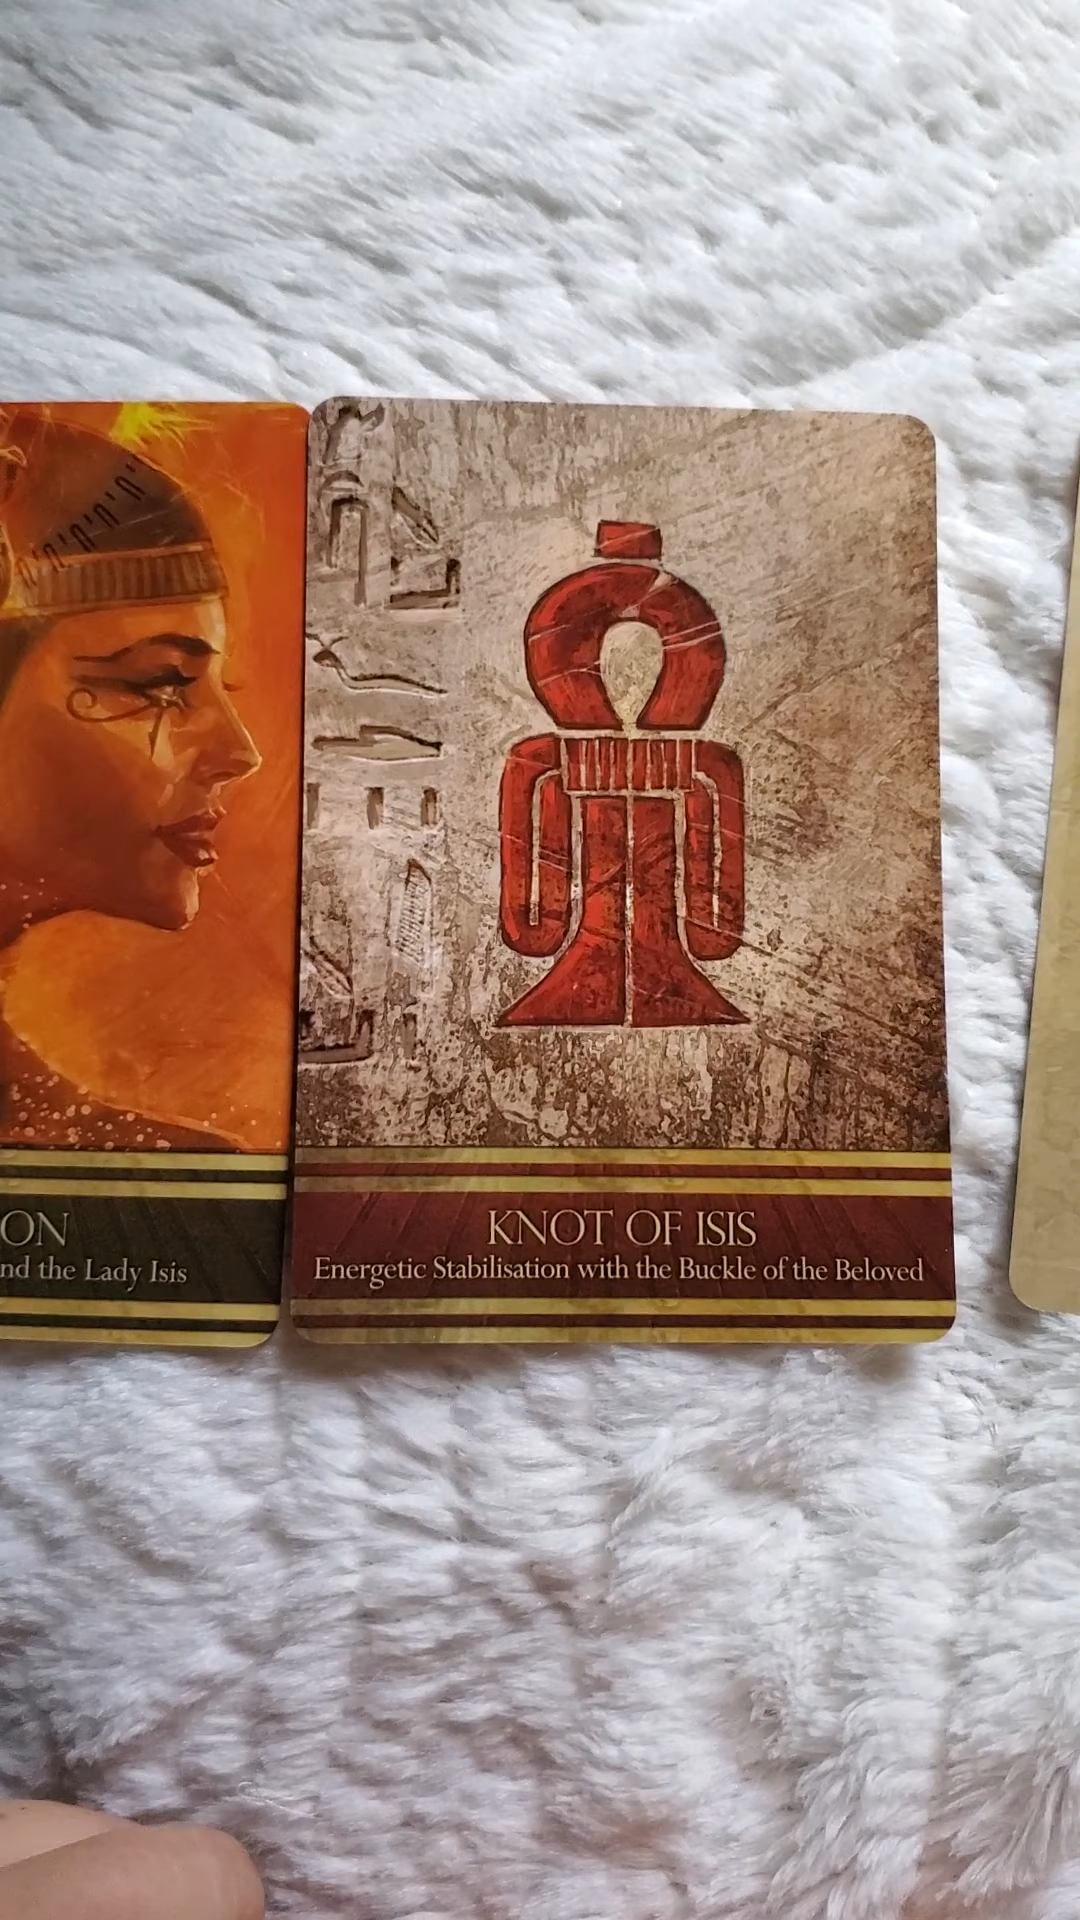 ON
nd the Lady Isis
KNOT OF ISIS
Energetic Stabilisation with the Buckle of the Beloved